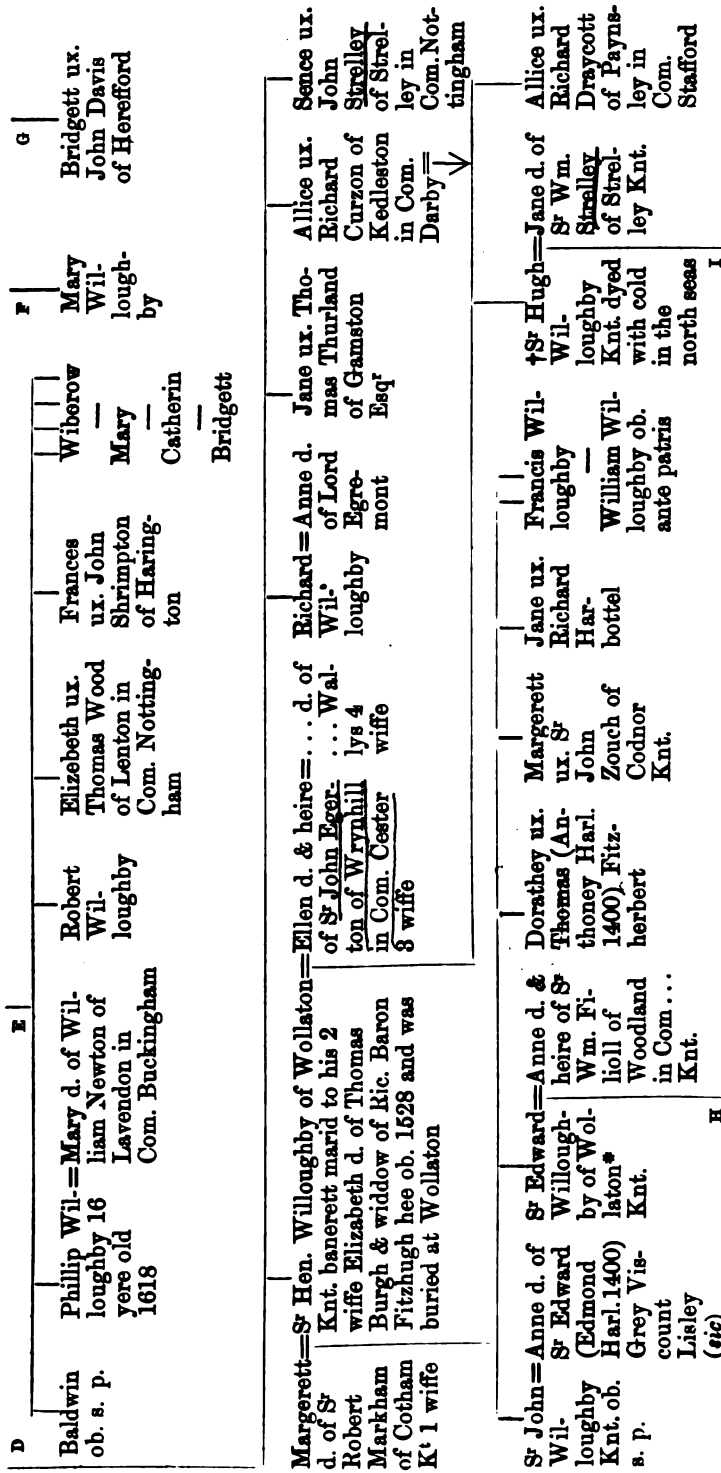 D
E
F
G
Baldwin
ob. s. p.
Phillip Wil-=Mary d. of Wil-
loughby 16 liam Newton of
yere old Lavendon in
1618 Com. Buckingham
Robert
Wil-
loughby
Elizebeth ux.
Thomas Wood
of Lenton in
Com. Notting-
ham
Frances
ux. John
Shrimpton
of Haring-
ton
Wiborow
—
Mary
—
Catherin
—
Bridgett
Mary
Wil-
lough-
by
Bridgett ux.
John Davis
of Herefford
Margerett=Sr Hen. Willoughby of Wollaton=Ellen d. & heire=... d. of
d. of Sr
Robert
Markham
of Cotham
Kt 1 wiffe
Knt. banerett marid to his 2
wiffe Elizabeth d. of Thomas
Burgh & widdow of Ric. Baron
Fitzhugh hee ob. 1528 and was
buried at Wollaton
of Sr John Eger-
ton of Wrynhill
in Com. Cester
3 wiffe
... Wal-
lys 4
wiffe
Richard=Anne d.
Wil-
loughby
of Lord
Egre-
mont
Jane ux. Tho-
mas Thurland
of Gamston
Esqr
Allice ux.
Richard
Curzon of
Kedleston
in Com.
Darby=
Sence ux.
John
Strelley
of Strel-
ley in
Com.Not-
tingham
Sr John=Anne d. of
Wil-
loughby
Knt. ob.
s. p.
Sr Edward
(Edmond
Harl. 1400)
Grey Vis-
count
Lisley
(sic)
Sr Edward=Anne d. &
Willough-
by of Wol-
laton*
Knt.
heire of Sr
Wm. Fi-
lioll of
Woodland
in Com...
Knt.
H
Dorathey ux.
Thomas (An-
thoney Harl.
1400) Fitz-
herbert
Margerett
ux. Sr
John
Zouch of
Codnor
Knt.
Jane ux.
Richard
Har-
bottel
Francis Wil-
loughby
—
William Wil-
loughby ob.
ante patris
†Sr Hugh=Jane d. of
Wil-
loughby
Knt. dyed
with cold
in the
north seas
Sr Wm.
Strelley
of Strel-
ley Knt.
I
Allice ux.
Richard
Draycott
of Payns-
ley in
Com.
Stafford